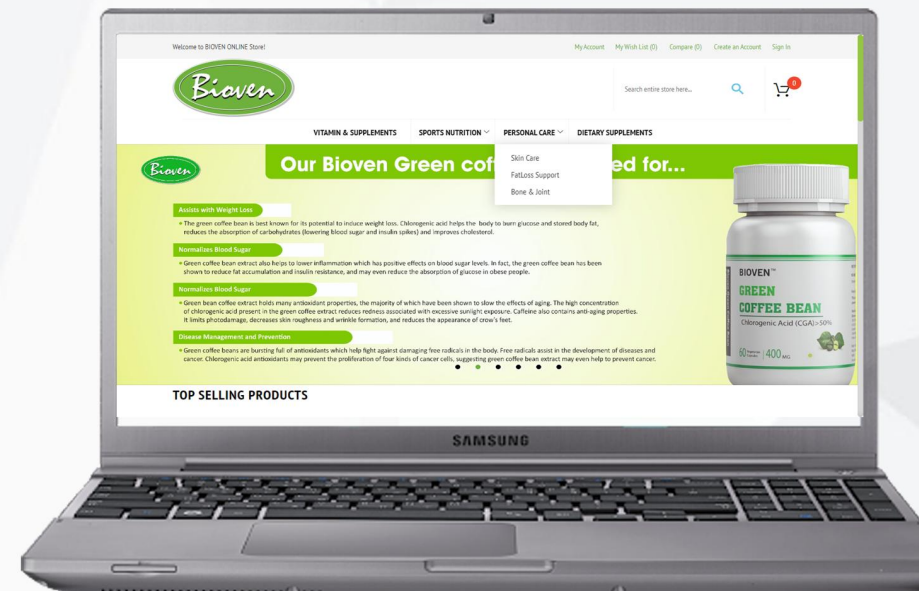 Welcome to BIOVEN ONLINE Store!
My Account My Wish List (0) Compare (0) Create an Account Sign In
Bioven
Search entire store here...
0
VITAMIN & SUPPLEMENTS SPORTS NUTRITION PERSONAL CARE DIETARY SUPPLEMENTS
Skin Care
FatLoss Support
Bone & Joint
Bioven
Our Bioven Green cof ed for...
Assists with Weight Loss
The green coffee bean is best known for its potential to induce weight loss. Chlorogenic acid helps the body to burn glucose and stored body fat,
reduces the absorption of carbohydrates (lowering blood sugar and insulin spikes) and improves cholesterol.
Normalizes Blood Sugar
Green coffee bean extract also helps to lower inflammation which has positive effects on blood sugar levels. In fact, the green coffee bean has been
shown to reduce fat accumulation and insulin resistance, and may even reduce the absorption of glucose in obese people.
Normalizes Blood Sugar
Green bean coffee extract holds many antioxidant properties, the majority of which have been shown to slow the effects of aging. The high concentration
of chlorogenic acid present in the green coffee extract reduces redness associated with excessive sunlight exposure. Caffeine also contains anti-aging properties.
It limits photodamage, decreases skin roughness and wrinkle formation, and reduces the appearance of crow's feet.
Disease Management and Prevention
Green coffee beans are bursting full of antioxidants which help fight against damaging free radicals in the body. Free radicals assist in the development of diseases and
cancer. Chlorogenic acid antioxidants may prevent the proliferation of four kinds of cancer cells, suggesting green coffee bean extract may even help to prevent cancer.
BIOVEN™
GREEN
COFFEE BEAN
Chlorogenic Acid (CGA)>50%
60 400 MG
TOP SELLING PRODUCTS
SAMSUNG